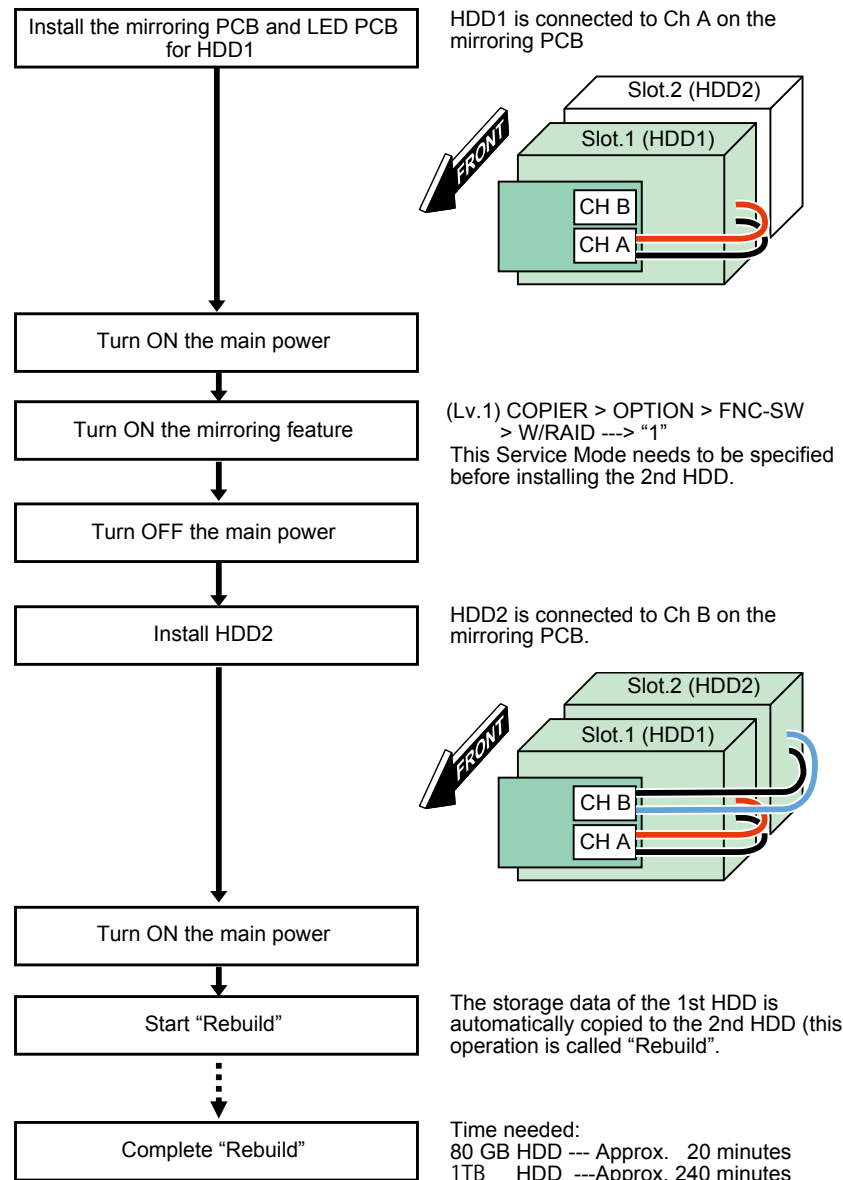 Install the mirroring PCB and LED PCB
for HDD1
HDD1 is connected to Ch A on the
mirroring PCB
Slot.2 (HDD2)
Slot.1 (HDD1)
FRONT
CH B
CH A
Turn ON the main power
Turn ON the mirroring feature
(Lv.1) COPIER > OPTION > FNC-SW
> W/RAID ---> “1”
This Service Mode needs to be specified
before installing the 2nd HDD.
Turn OFF the main power
Install HDD2
HDD2 is connected to Ch B on the
mirroring PCB.
Slot.2 (HDD2)
Slot.1 (HDD1)
FRONT
CH B
CH A
Turn ON the main power
Start “Rebuild”
The storage data of the 1st HDD is
automatically copied to the 2nd HDD (this
operation is called “Rebuild”.
Complete “Rebuild”
Time needed:
80 GB HDD --- Approx. 20 minutes
1TB HDD ---Approx. 240 minutes